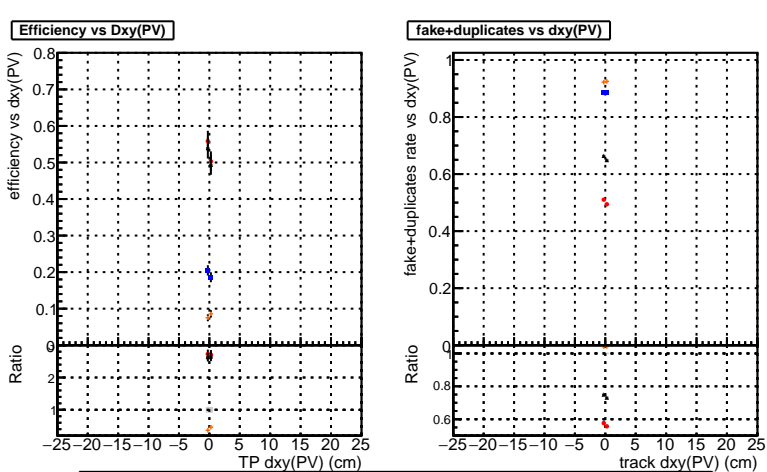 Efficiency vs Dxy(PV)
efficiency vs dxy(PV)
0.8
0.7
0.6
0.5
0.4
0.3
0.2
0.1
0
Ratio
2
1
−25 −20 −15 −10 −5 0 5 10 15 20 25
TP dxy(PV) (cm)
fake+duplicates vs dxy(PV)
fake+duplicates rate vs dxy(PV)
1
0.8
0.6
0.4
0.2
0
Ratio
1
0.8
0.6
−25 −20 −15 −10 −5 0 5 10 15 20 25
track dxy(PV) (cm)